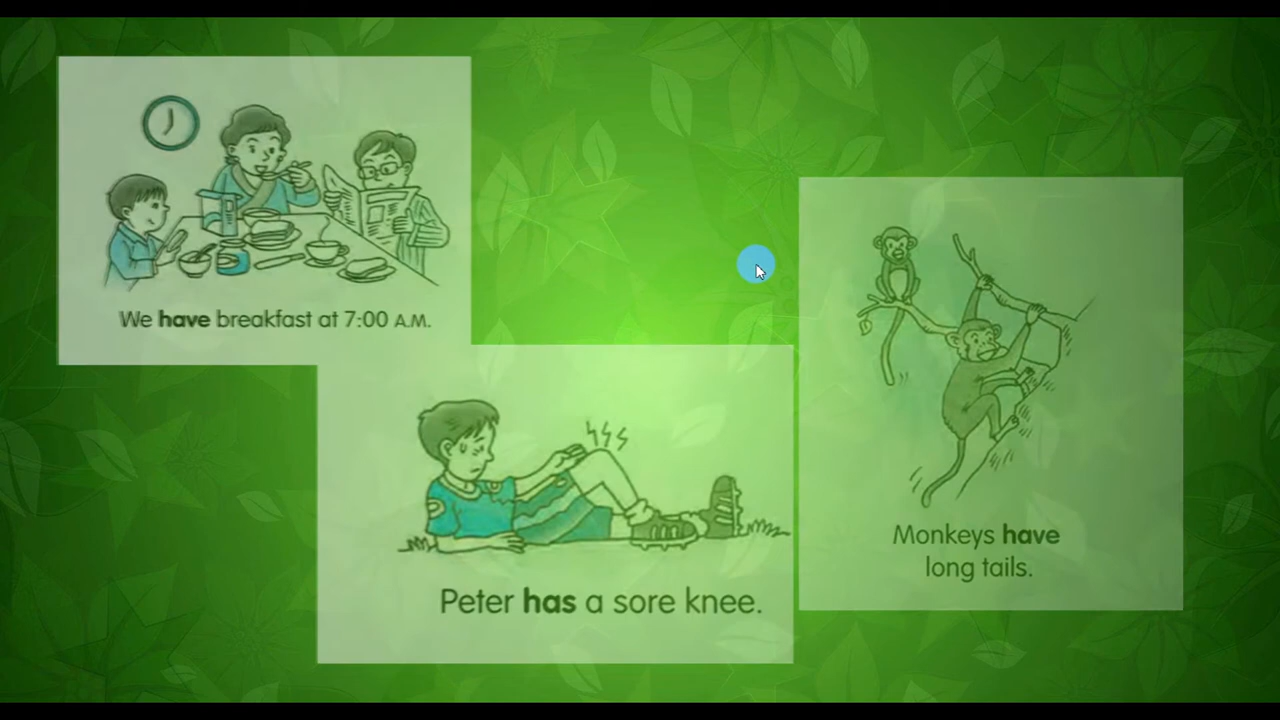 We have breakfast at 7:00 A.M.
Peter has a sore knee.
Monkeys have
long tails.